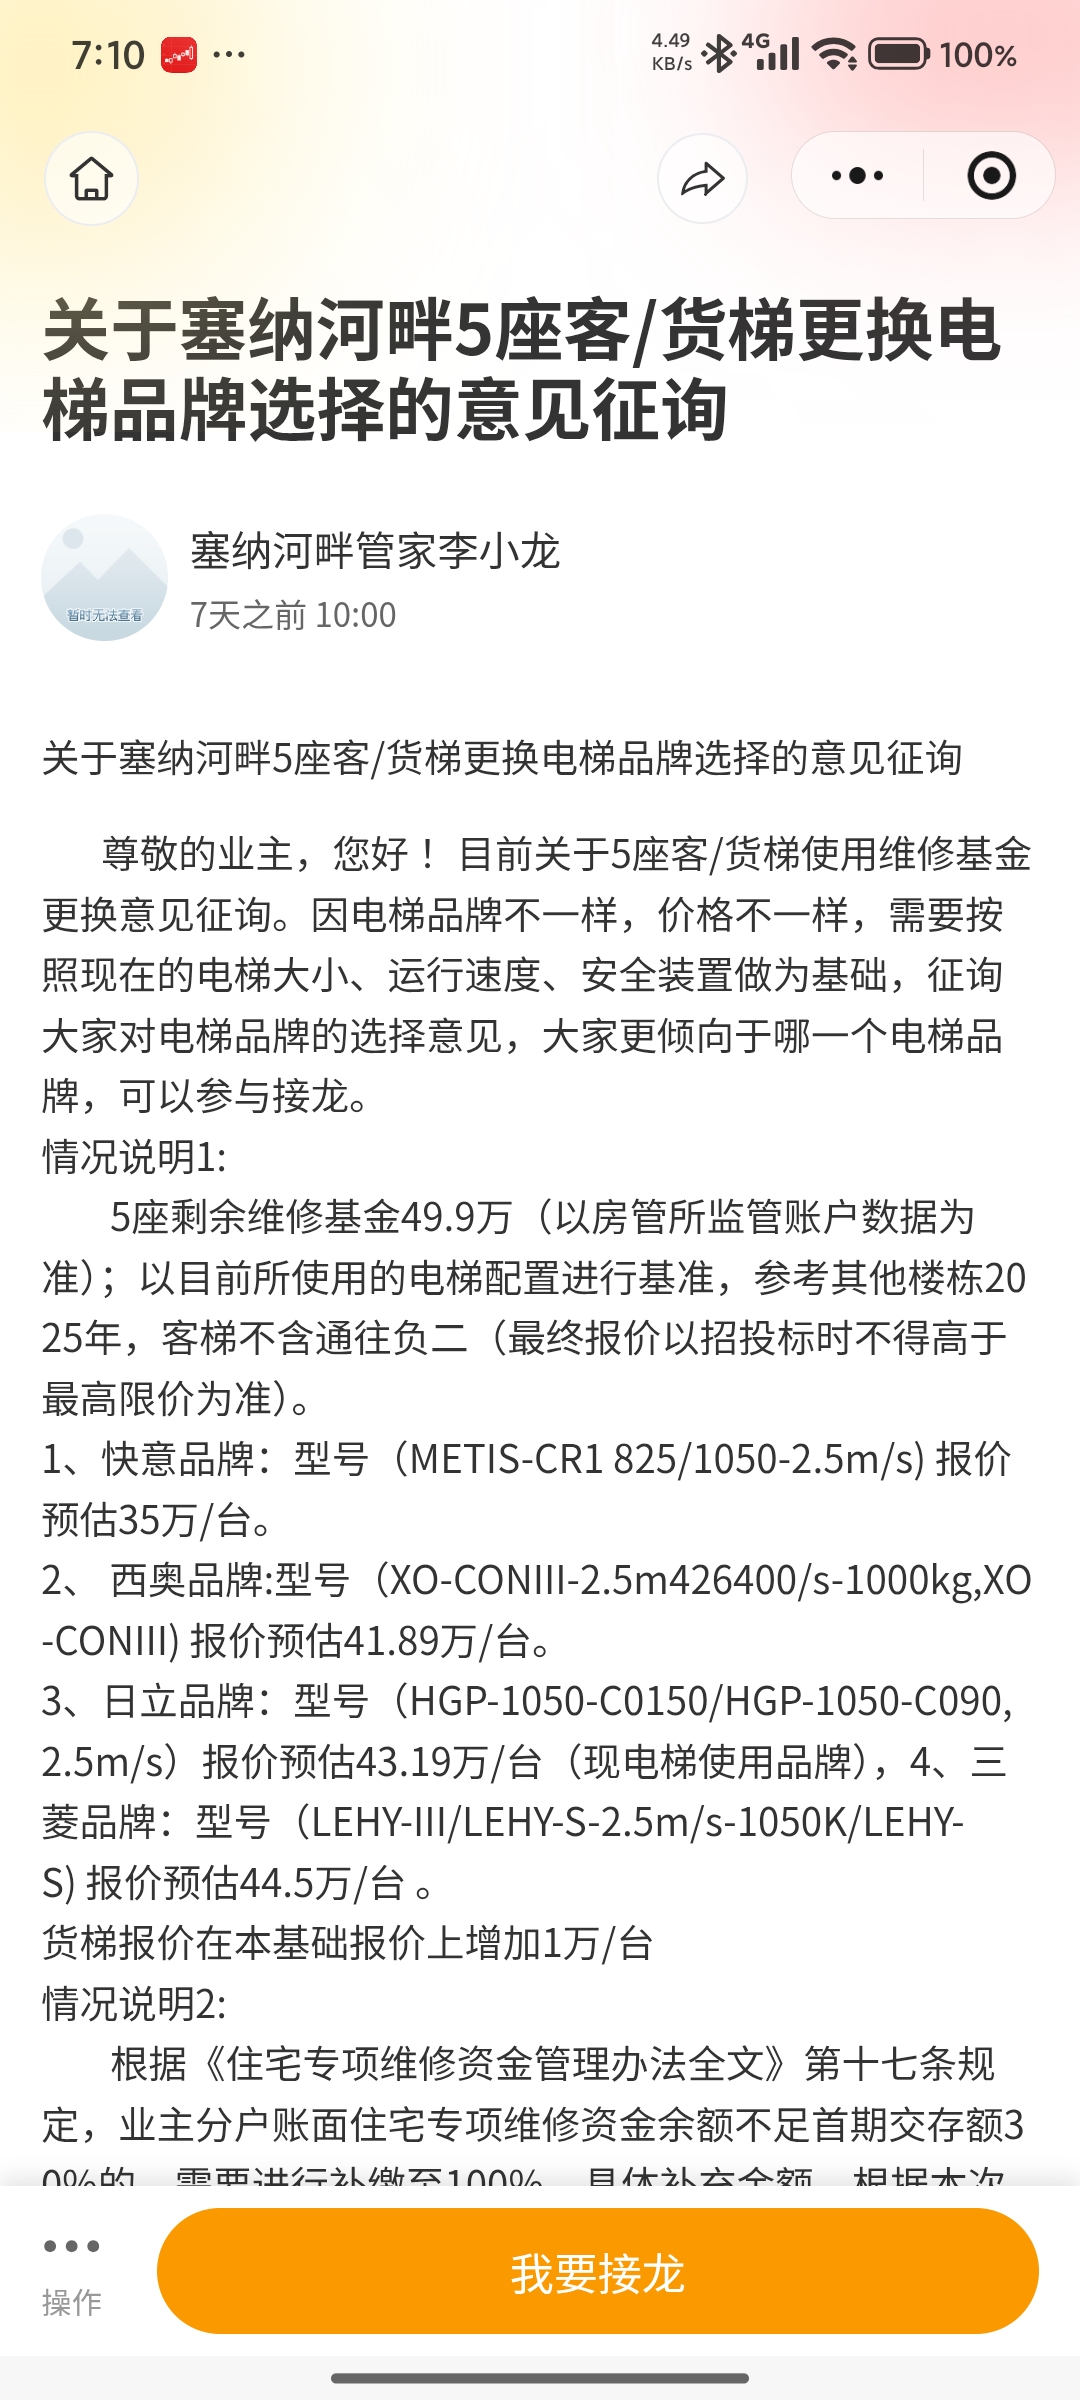 7:10
4.49
KB/s
4G
100%
关于塞纳河畔5座客/货梯更换电
梯品牌选择的意见征询
塞纳河畔管家李小龙
7天之前 10:00
暂时无法查看
关于塞纳河畔5座客/货梯更换电梯品牌选择的意见征询
尊敬的业主，您好！目前关于5座客/货梯使用维修基金
更换意见征询。因电梯品牌不一样，价格不一样，需要按
照现在的电梯大小、运行速度、安全装置做为基础，征询
大家对电梯品牌的选择意见，大家更倾向于哪一个电梯品
牌，可以参与接龙。
情况说明1:
5座剩余维修基金49.9万（以房管所监管账户数据为
准）；以目前所使用的电梯配置进行基准，参考其他楼栋20
25年，客梯不含通往负二（最终报价以招投标时不得高于
最高限价为准）。
1、快意品牌：型号（METIS-CR1 825/1050-2.5m/s) 报价
预估35万/台。
2、 西奥品牌:型号（XO-CONIII-2.5m426400/s-1000kg,XO
-CONIII) 报价预估41.89万/台。
3、日立品牌：型号（HGP-1050-C0150/HGP-1050-C090,
2.5m/s）报价预估43.19万/台（现电梯使用品牌），4、三
菱品牌：型号（LEHY-III/LEHY-S-2.5m/s-1050K/LEHY-
S) 报价预估44.5万/台 。
货梯报价在本基础报价上增加1万/台
情况说明2:
根据《住宅专项维修资金管理办法全文》第十七条规
定，业主分户账面住宅专项维修资金余额不足首期交存额3
0%的，需要进行补缴至100%，具体补充金额，根据本次
操作
我要接龙